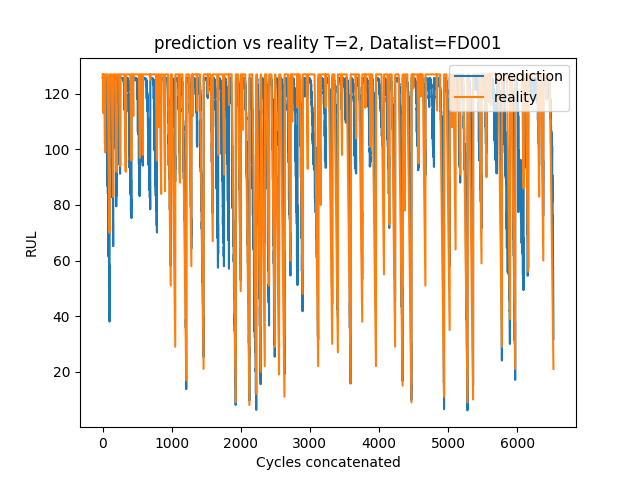 prediction vs reality T=2, Datalist=FD001
prediction
reality
RUL
120
100
80
60
40
20
0 1000 2000 3000 4000 5000 6000
Cycles concatenated